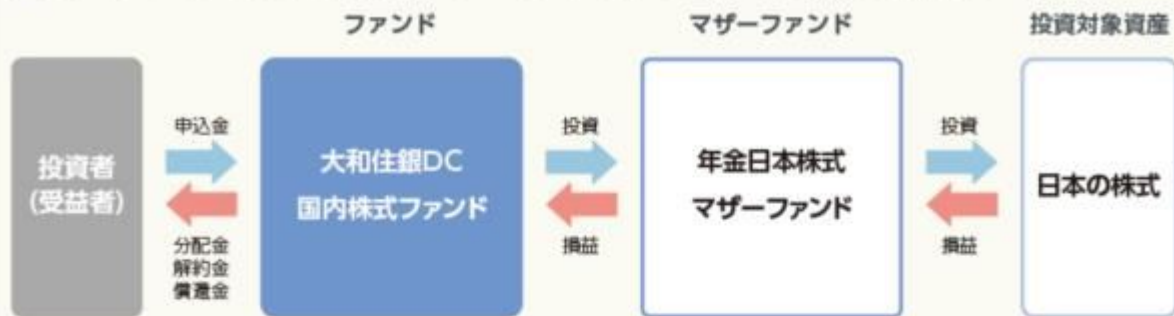 ファンド
マザーファンド
投資対象資産
投資者
(受益者)
申込金
分配金
解約金
償還金
大和住銀DC
国内株式ファンド
投資
損益
年金日本株式
マザーファンド
投資
損益
日本の株式